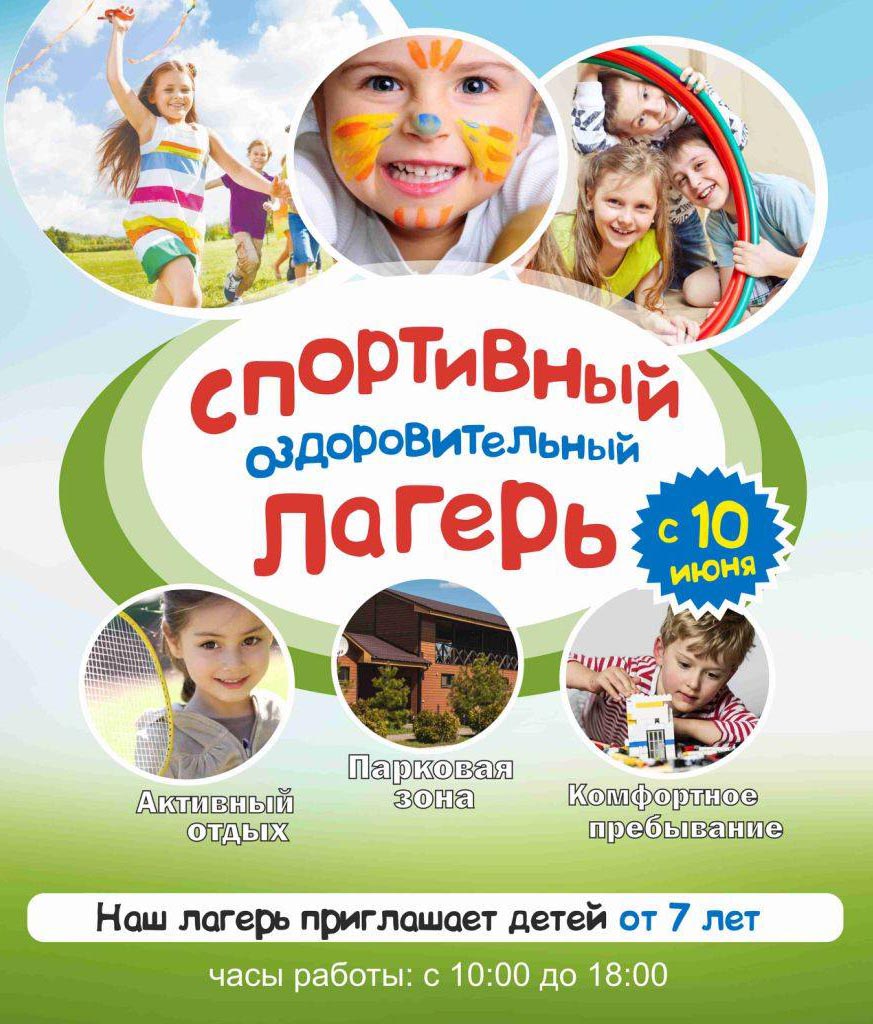 спортивный
оздоровительный
лагерь
с 10
июня
Активный
отдых
Парковая
зона
Комфортное
пребывание
Наш лагерь приглашает детей от 7 лет
часы работы: с 10:00 до 18:00